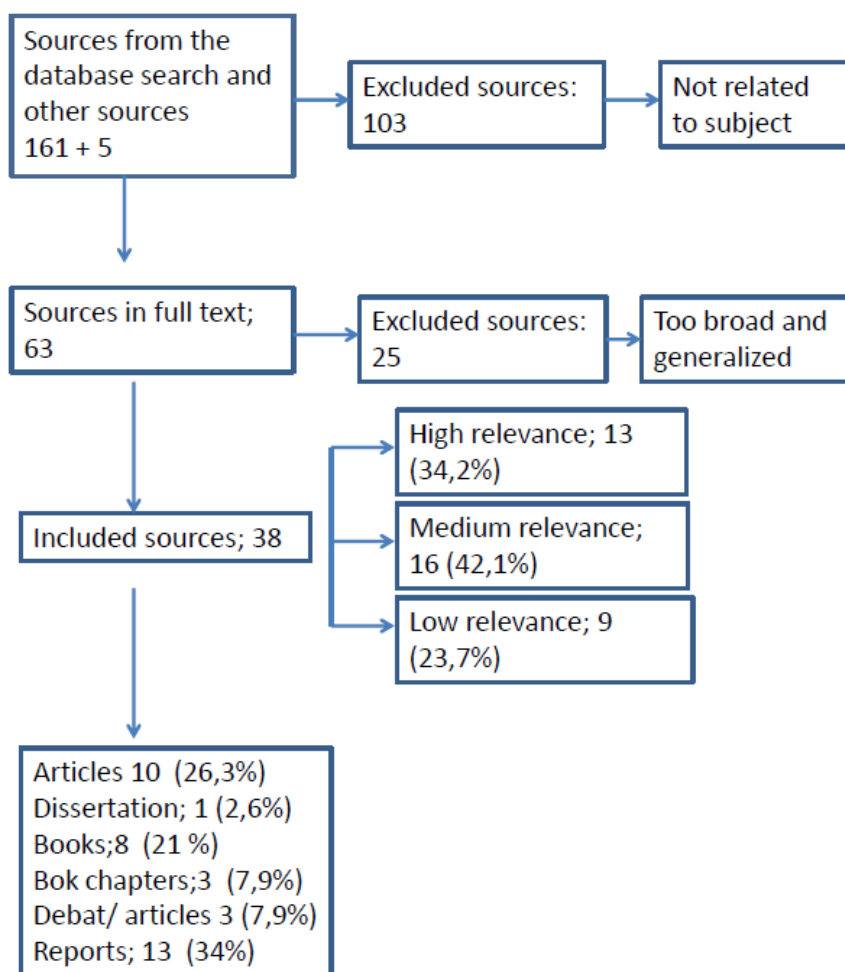 Sources from the
database search and
other sources
161 + 5
Excluded sources:
103
Not related
to subject
Sources in full text;
63
Excluded sources:
25
Too broad and
generalized
High relevance; 13
(34,2%)
Medium relevance;
16 (42,1%)
Low relevance; 9
(23,7%)
Included sources; 38
Articles 10 (26,3%)
Dissertation; 1 (2,6%)
Books;8 (21 %)
Bok chapters;3 (7,9%)
Debat/ articles 3 (7,9%)
Reports; 13 (34%)